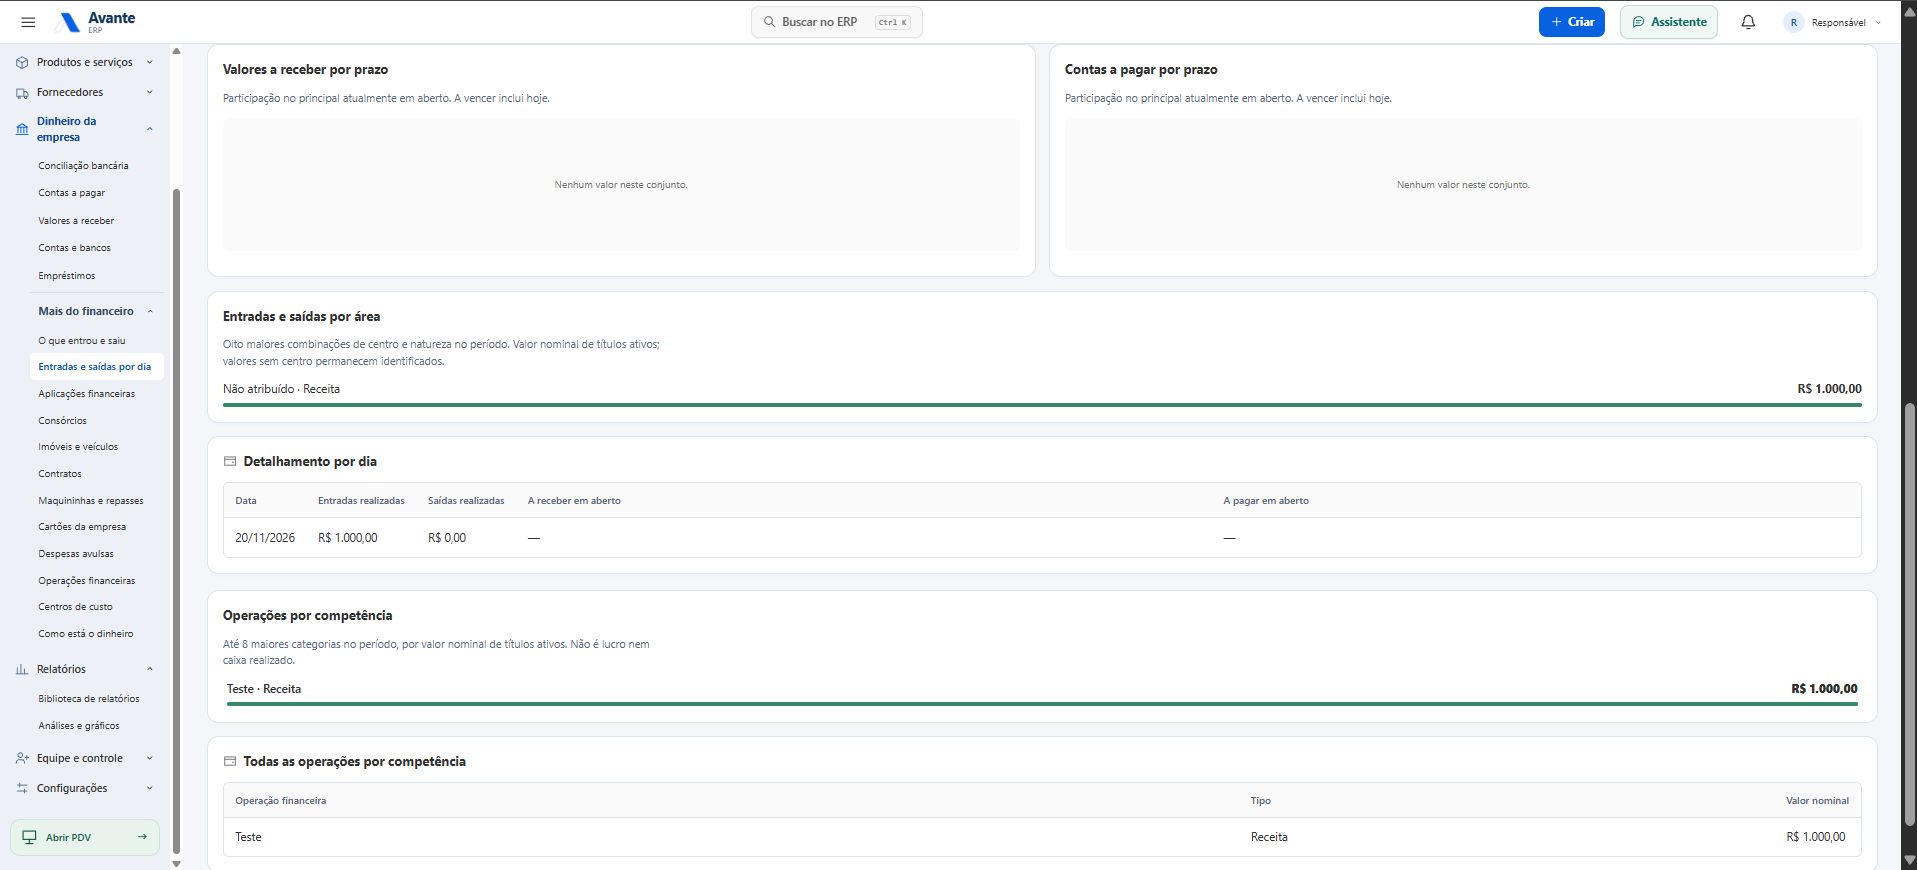 Avante
ERP
Buscar no ERP
Ctrl K
Criar
Assistente
R
Responsável
Produtos e serviços
Fornecedores
Dinheiro da
empresa
Conciliação bancária
Contas a pagar
Valores a receber
Contas e bancos
Empréstimos
Mais do financeiro
O que entrou e saiu
Entradas e saídas por dia
Aplicações financeiras
Consórcios
Imóveis e veículos
Contratos
Maquininhas e repasses
Cartões da empresa
Despesas avulsas
Operações financeiras
Centros de custo
Como está o dinheiro
Relatórios
Biblioteca de relatórios
Análises e gráficos
Equipe e controle
Configurações
Abrir PDV
Valores a receber por prazo
Participação no principal atualmente em aberto. A vencer inclui hoje.
Nenhum valor neste conjunto.
Contas a pagar por prazo
Participação no principal atualmente em aberto. A vencer inclui hoje.
Nenhum valor neste conjunto.
Entradas e saídas por área
Oito maiores combinações de centro e natureza no período. Valor nominal de títulos ativos;
valores sem centro permanecem identificados.
Não atribuído · Receita R$ 1.000,00
Detalhamento por dia
Data Entradas realizadas Saídas realizadas A receber em aberto A pagar em aberto
20/11/2026 R$ 1.000,00 R$ 0,00 — —
Operações por competência
Até 8 maiores categorias no período, por valor nominal de títulos ativos. Não é lucro nem
caixa realizado.
Teste · Receita R$ 1.000,00
Todas as operações por competência
Operação financeira Tipo Valor nominal
Teste Receita R$ 1.000,00